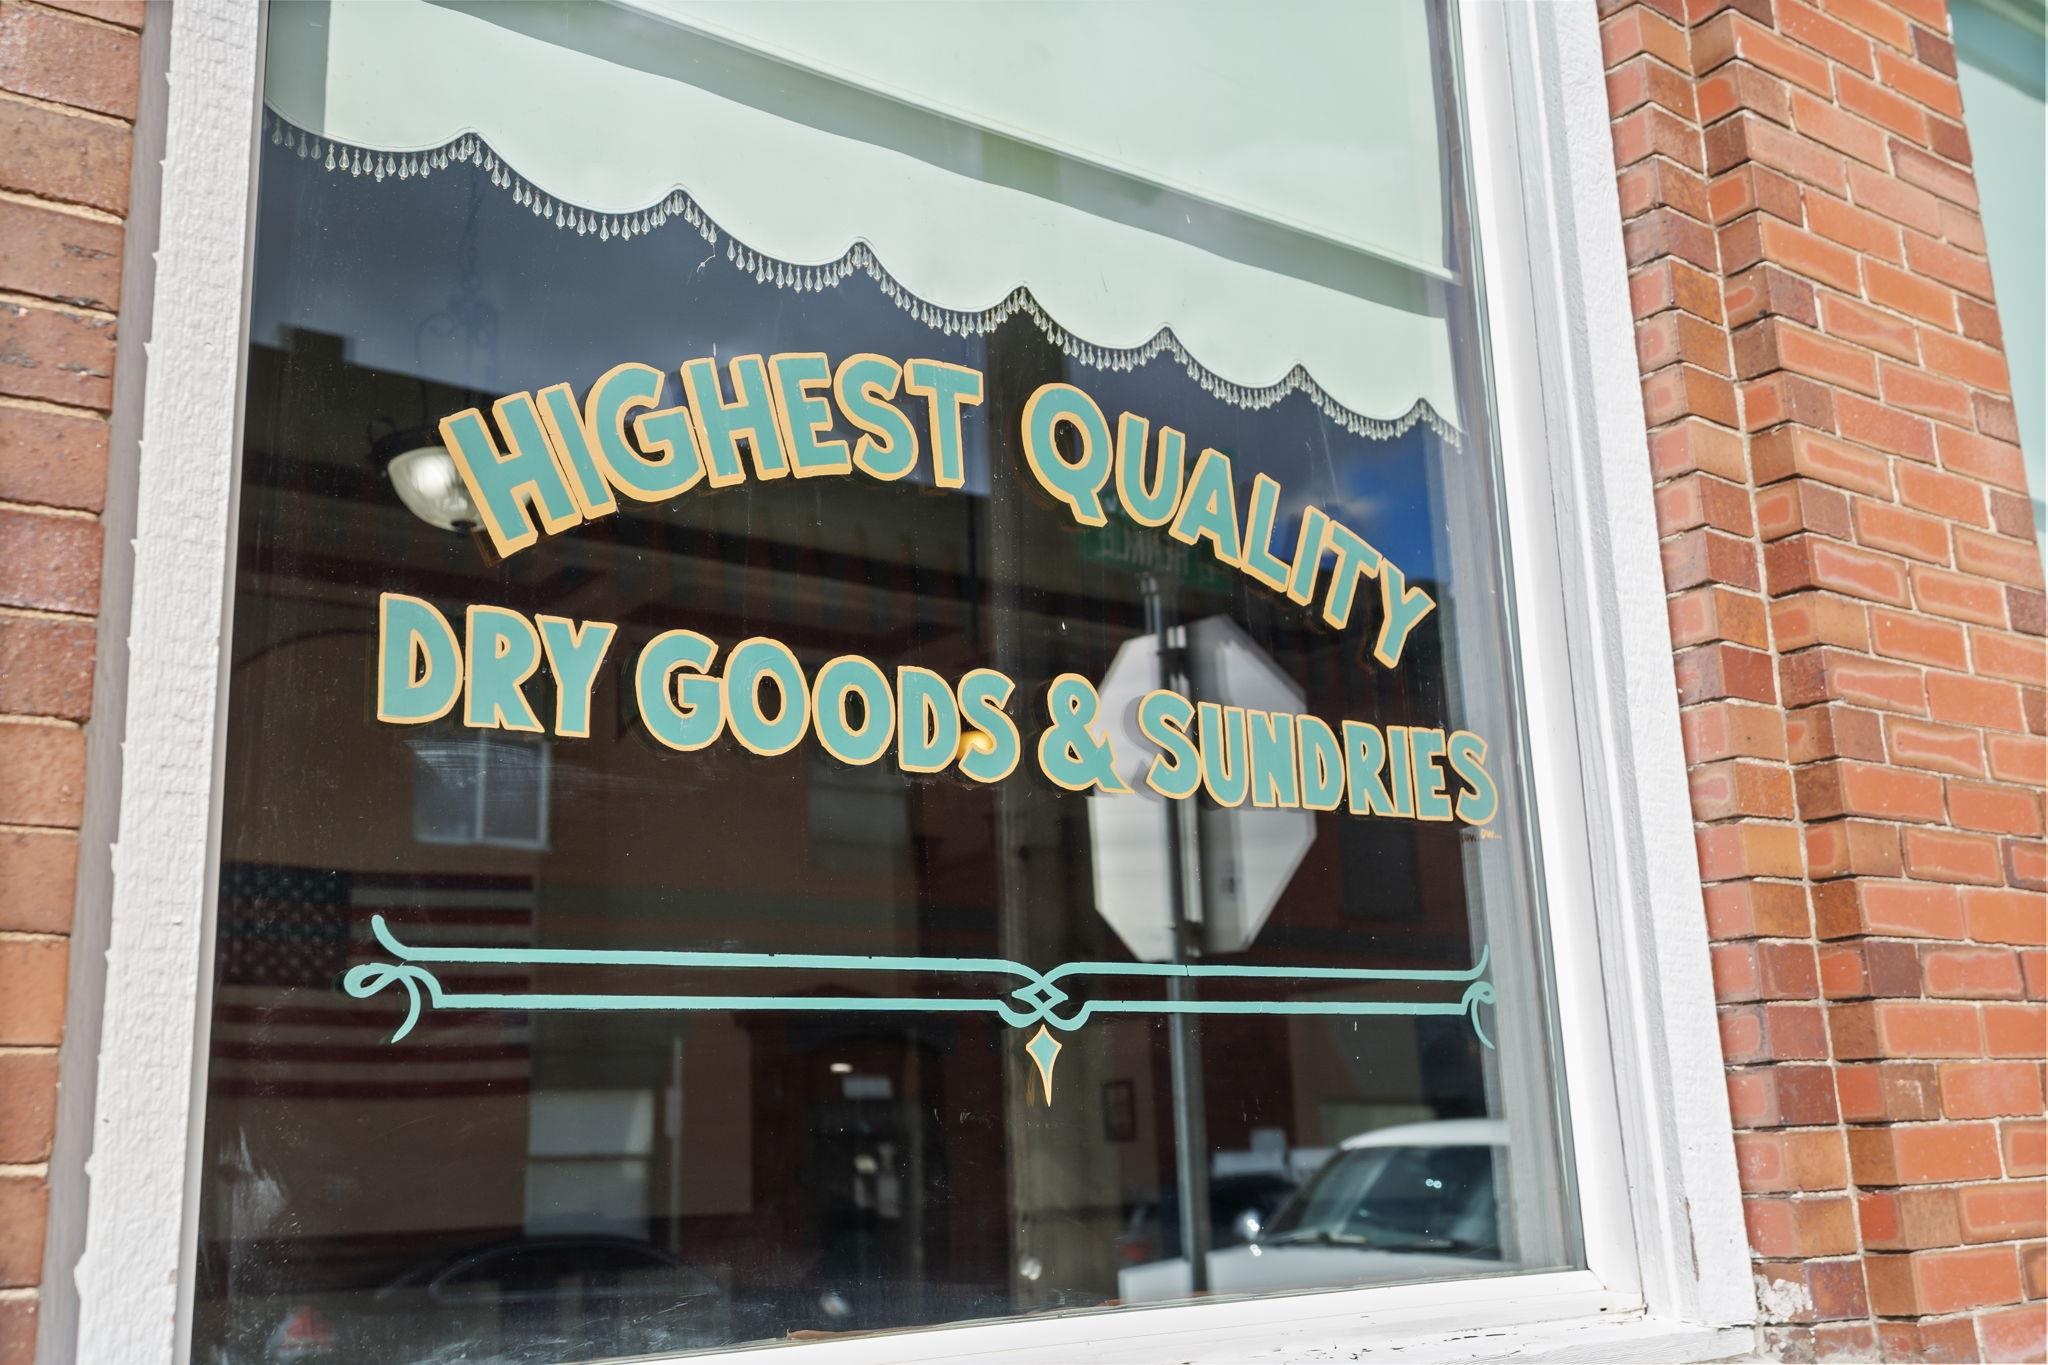 HIGHEST QUALITY
DRY GOODS & SUNDRIES